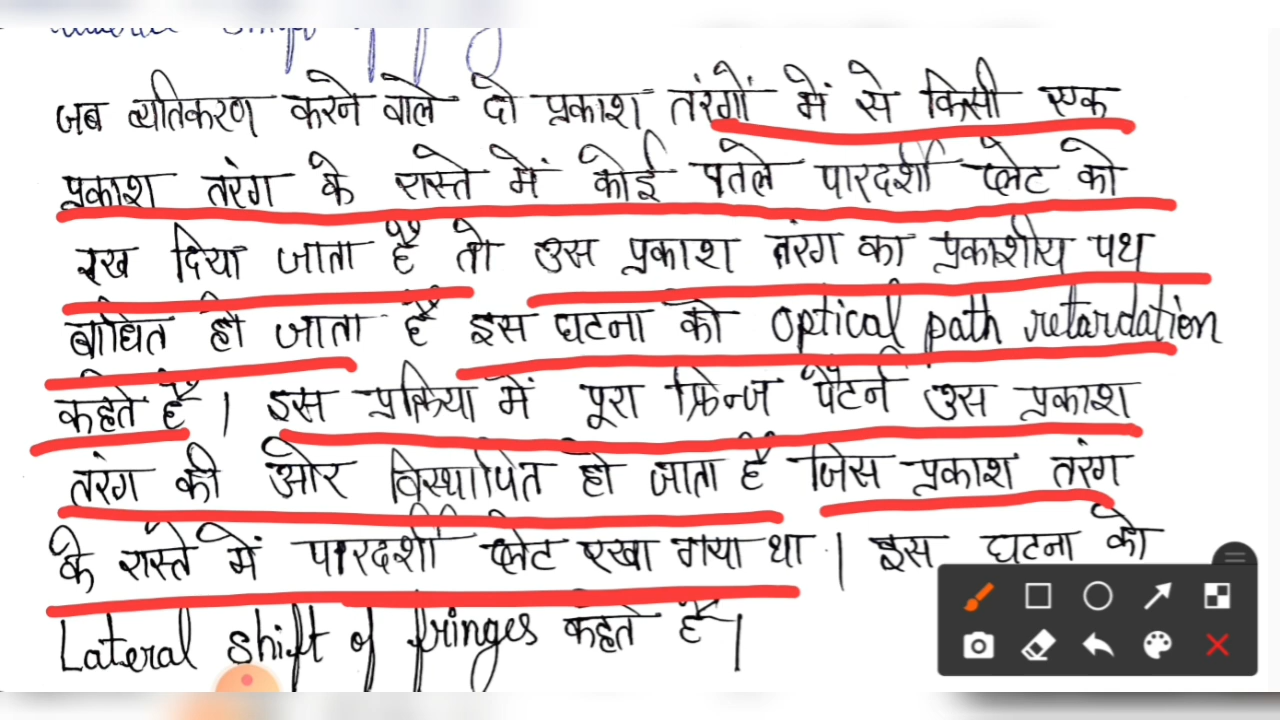 shift of
जब व्यतिकरण करने वाले दो प्रकाश तरंगों में से किसी एक
प्रकाश तरंग के रास्ते में कोई पतले पारदर्शी प्लेट को
रख दिया जाता है तो उस प्रकाश तरंग का प्रकाशीय पथ
बाधित हो जाता है इस घटना को optical path retardation
कहते हैं। इस प्रक्रिया में पूरा फ्रिन्ज पैटर्न उस प्रकाश
तरंग की ओर विस्थापित हो जाता है जिस प्रकाश तरंग
के रास्ते में पारदर्शी प्लेट रखा गया था। इस घटना को
Lateral shift of fringes कहते हैं।